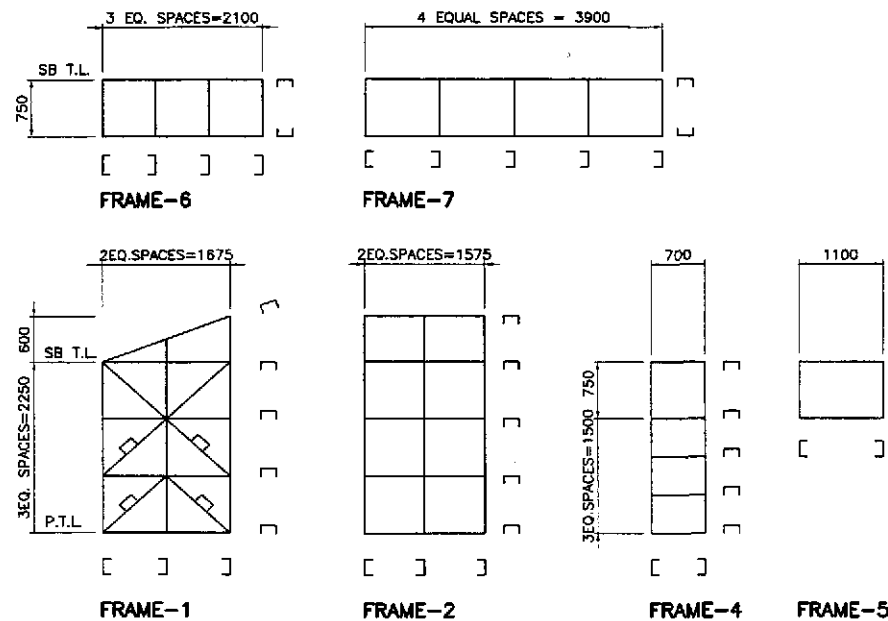 3 EQ. SPACES=2100
4 EQUAL SPACES = 3900
SB T.L.
750
FRAME-6
FRAME-7
2EQ.SPACES=1675
2EQ.SPACES=1575
700
1100
600
SB T.L.
3EQ. SPACES=2250
750
3EQ.SPACES=1500
P.T.L.
FRAME-1
FRAME-2
FRAME-4
FRAME-5